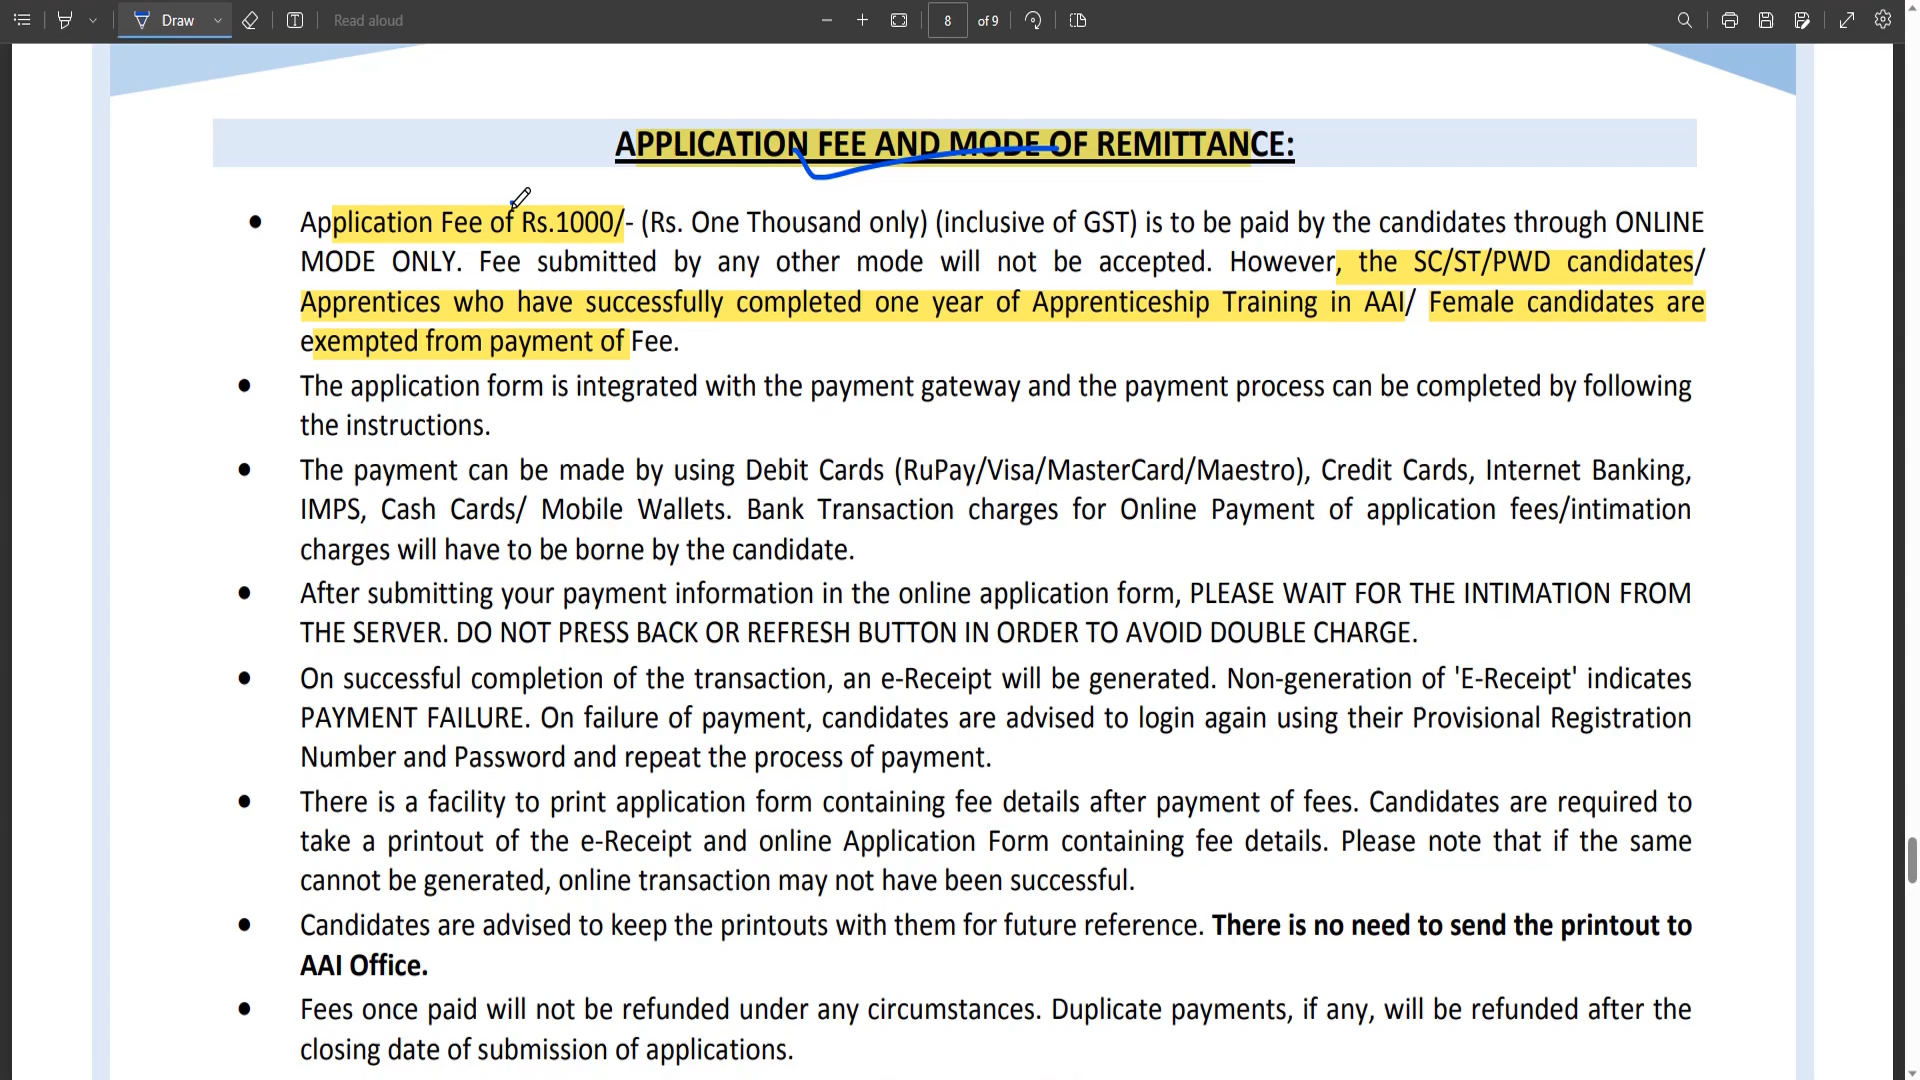 Draw
Read aloud
8 of 9
APPLICATION FEE AND MODE OF REMITTANCE:
● Application Fee of Rs.1000/- (Rs. One Thousand only) (inclusive of GST) is to be paid by the candidates through ONLINE
MODE ONLY. Fee submitted by any other mode will not be accepted. However, the SC/ST/PWD candidates/
Apprentices who have successfully completed one year of Apprenticeship Training in AAI/ Female candidates are
exempted from payment of Fee.
● The application form is integrated with the payment gateway and the payment process can be completed by following
the instructions.
● The payment can be made by using Debit Cards (RuPay/Visa/MasterCard/Maestro), Credit Cards, Internet Banking,
IMPS, Cash Cards/ Mobile Wallets. Bank Transaction charges for Online Payment of application fees/intimation
charges will have to be borne by the candidate.
● After submitting your payment information in the online application form, PLEASE WAIT FOR THE INTIMATION FROM
THE SERVER. DO NOT PRESS BACK OR REFRESH BUTTON IN ORDER TO AVOID DOUBLE CHARGE.
● On successful completion of the transaction, an e-Receipt will be generated. Non-generation of 'E-Receipt' indicates
PAYMENT FAILURE. On failure of payment, candidates are advised to login again using their Provisional Registration
Number and Password and repeat the process of payment.
● There is a facility to print application form containing fee details after payment of fees. Candidates are required to
take a printout of the e-Receipt and online Application Form containing fee details. Please note that if the same
cannot be generated, online transaction may not have been successful.
● Candidates are advised to keep the printouts with them for future reference. There is no need to send the printout to
AAI Office.
● Fees once paid will not be refunded under any circumstances. Duplicate payments, if any, will be refunded after the
closing date of submission of applications.